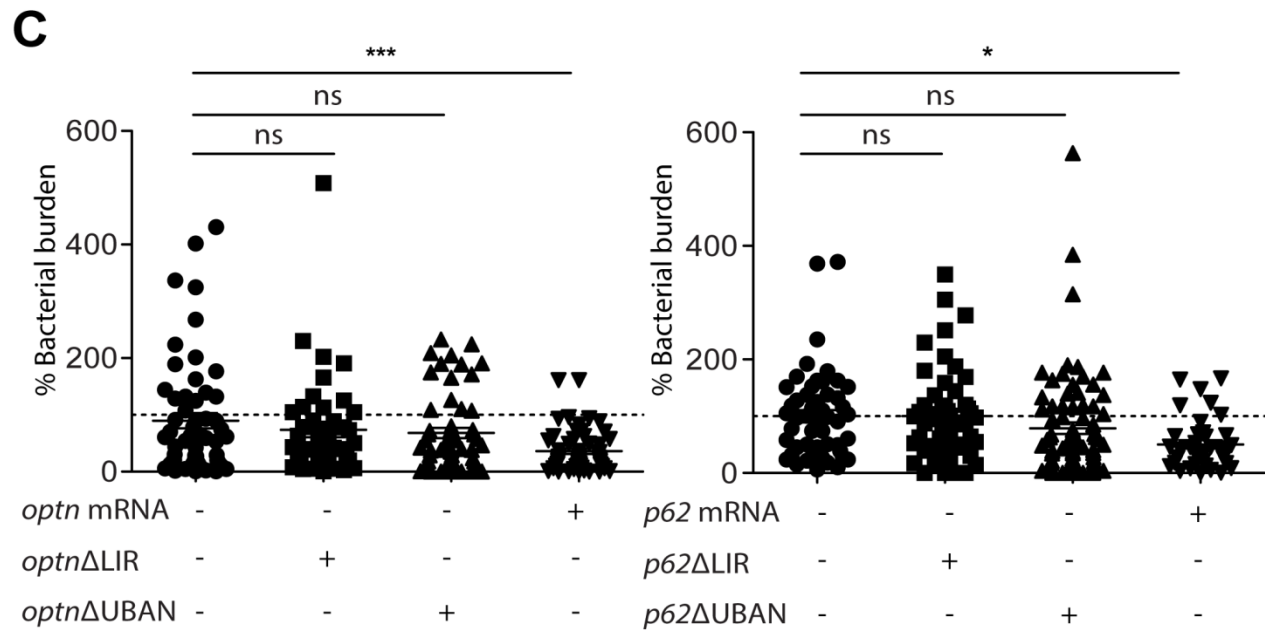 C
***
ns
ns
600
400
200
0
% Bacterial burden
optn mRNA - - - +
optnΔLIR - + - -
optnΔUBAN - - + -
*
ns
ns
600
400
200
0
% Bacterial burden
p62 mRNA - - - +
p62ΔLIR - + - -
p62ΔUBAN - - + -